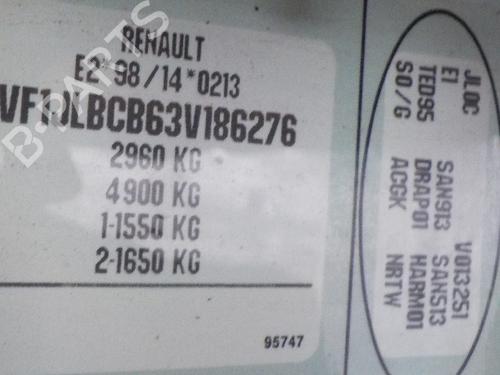 RENAULT
E2*98/14*0213
VF1JLBCB63V186276
2960 KG
4900 KG
1-1550 KG
2-1650 KG
95747
JLOC
E1 SAN913 V013251
TED95 DRAP01 SAN513
SO/G ACGK HARM01
NRTW
B-PARTS